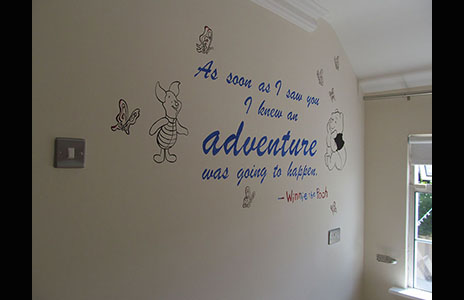 As soon as I saw you
I knew an
adventure
was going to happen.
- Winnie the Pooh